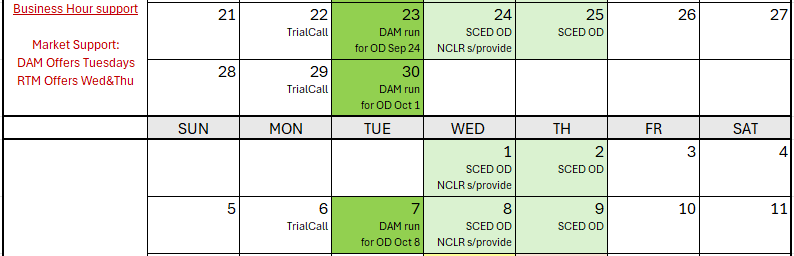 Business Hour support
Market Support:
DAM Offers Tuesdays
RTM Offers Wed&Thu
21 22 23 24 25 26 27
TrialCall DAM run SCED OD SCED OD
for OD Sep 24 NCLR s/provide
28 29 30
TrialCall DAM run
for OD Oct 1
SUN MON TUE WED TH FR SAT
1 2 3 4
SCED OD SCED OD
NCLR s/provide
5 6 7 8 9 10 11
TrialCall DAM run SCED OD SCED OD
for OD Oct 8 NCLR s/provide